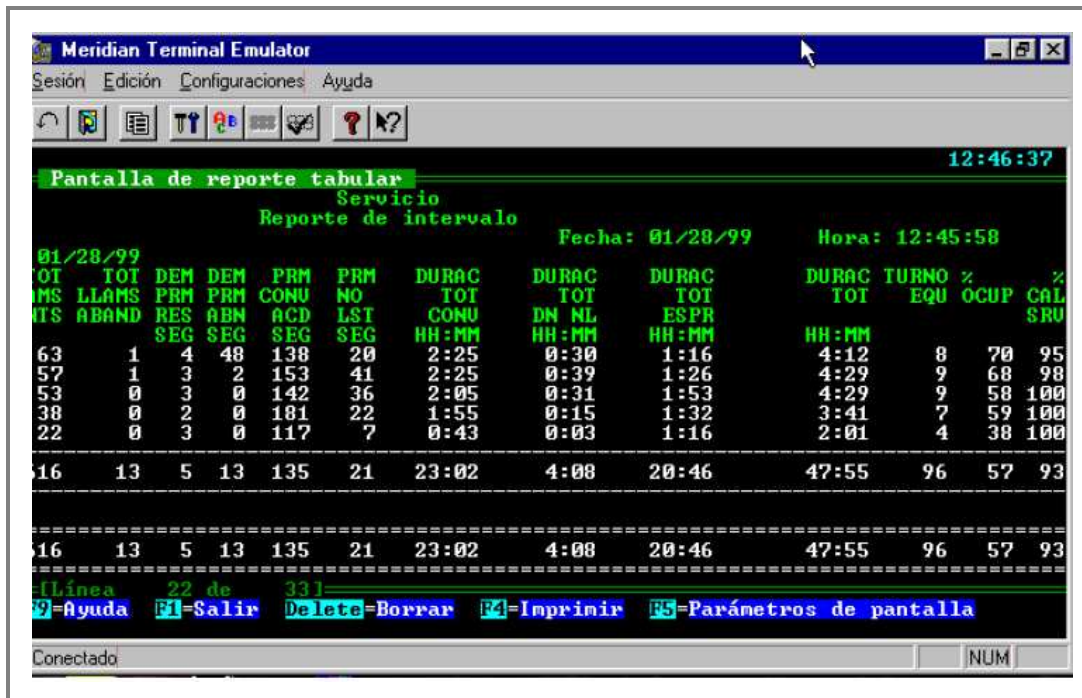 Meridian Terminal Emulator
Sesión Edición Configuraciones Ayuda
12:46:37
Pantalla de reporte tabular
Servicio
Reporte de intervalo
Fecha: 01/28/99 Hora: 12:45:58
01/28/99
TOT TOT DEM DEM PRM PRM DURAC DURAC DURAC DURAC TURNO % %
AMS LLAMS PRM PRM CONV NO TOT TOT TOT TOT EQU OCUP CAL
NTS ABAND RES ABN ACD LST CONV DN NL ESPR SRV
SEG SEG SEG SEG HH:MM HH:MM HH:MM HH:MM
63 1 4 48 138 20 2:25 0:30 1:16 4:12 8 70 95
57 1 3 2 153 41 2:25 0:39 1:26 4:29 9 68 98
53 0 3 0 142 36 2:05 0:31 1:53 4:29 9 58 100
38 0 2 0 181 22 1:55 0:15 1:32 3:41 7 59 100
22 0 3 0 117 7 0:43 0:03 1:16 2:01 4 38 100
616 13 5 13 135 21 23:02 4:08 20:46 47:55 96 57 93
616 13 5 13 135 21 23:02 4:08 20:46 47:55 96 57 93
[Línea 22 de 33]
F9=Ayuda F1=Salir Delete=Borrar F4=Imprimir F5=Parámetros de pantalla
Conectado NUM